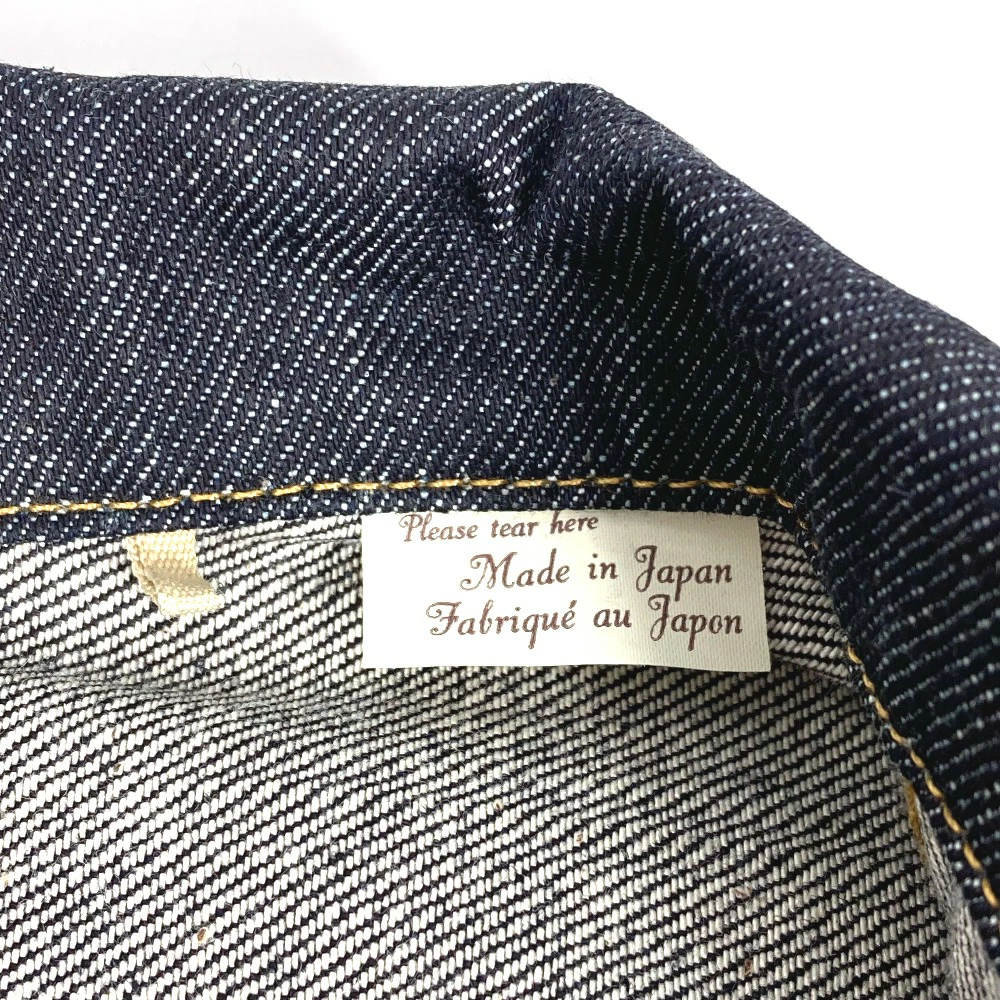 Please tear here
Made in Japan
Fabriqué au Japon